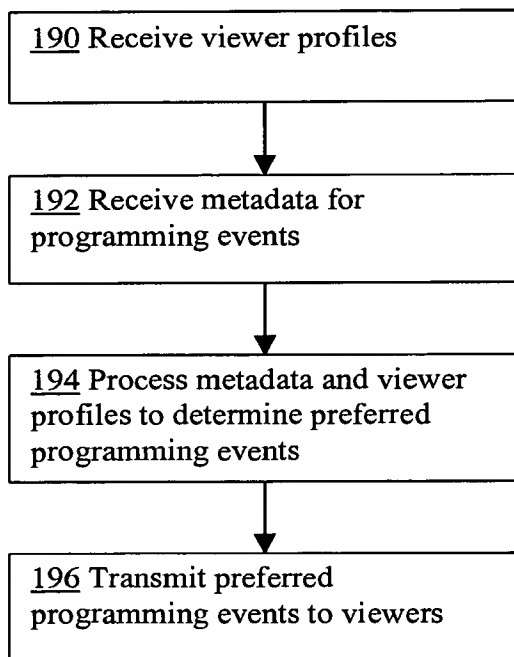 190 Receive viewer profiles
192 Receive metadata for
programming events
194 Process metadata and viewer
profiles to determine preferred
programming events
196 Transmit preferred
programming events to viewers